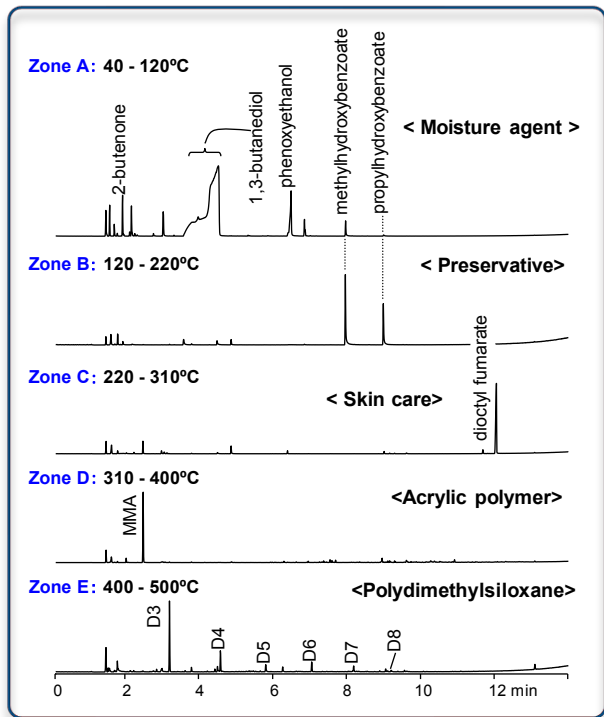 Zone A: 40 - 120ºC
2-butenone
1,3-butanediol
phenoxyethanol
methylhydroxybenzoate
propylhydroxybenzoate
< Moisture agent >
Zone B: 120 - 220ºC
< Preservative>
Zone C: 220 - 310ºC
< Skin care>
dioctyl fumarate
Zone D: 310 - 400ºC
<Acrylic polymer>
MMA
Zone E: 400 - 500ºC
<Polydimethylsiloxane>
D3
D4
D5
D6
D7
D8
0 2 4 6 8 10 12 min